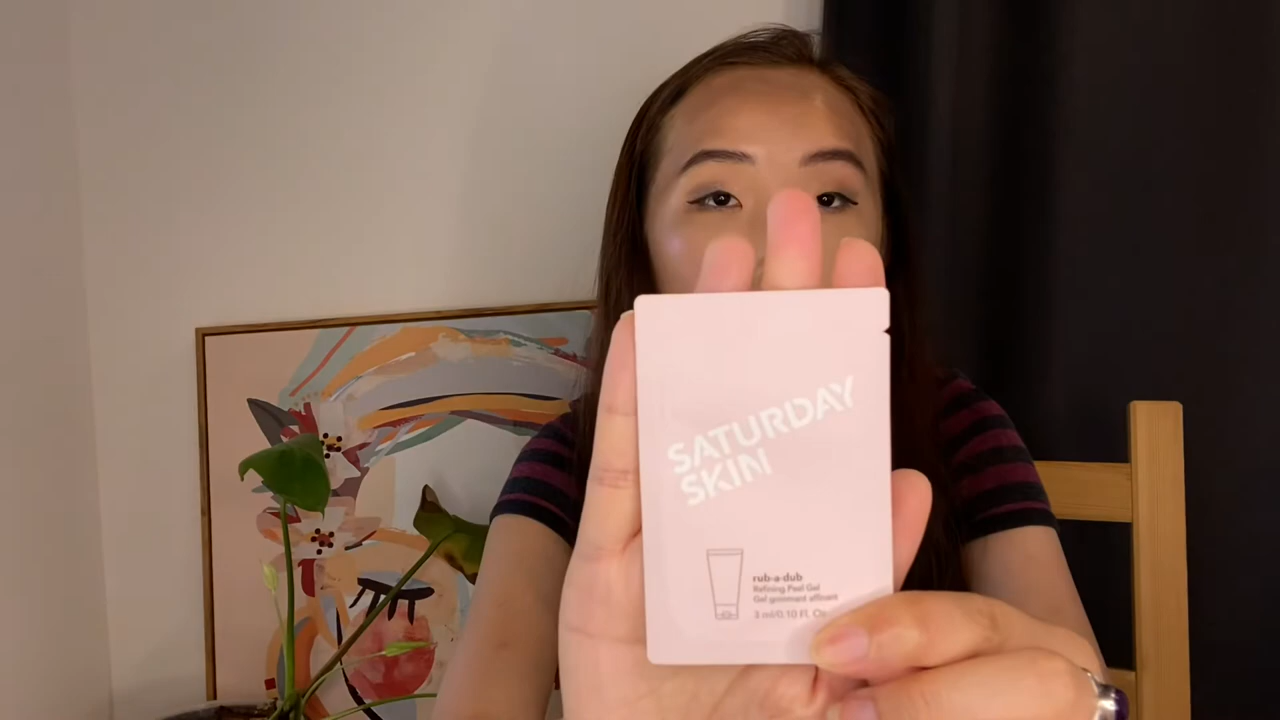 SATURDAY
SKIN
rub-a-dub
Refining Peel Gel
Gel gommant affinant
3 ml/0.10 FL Oz